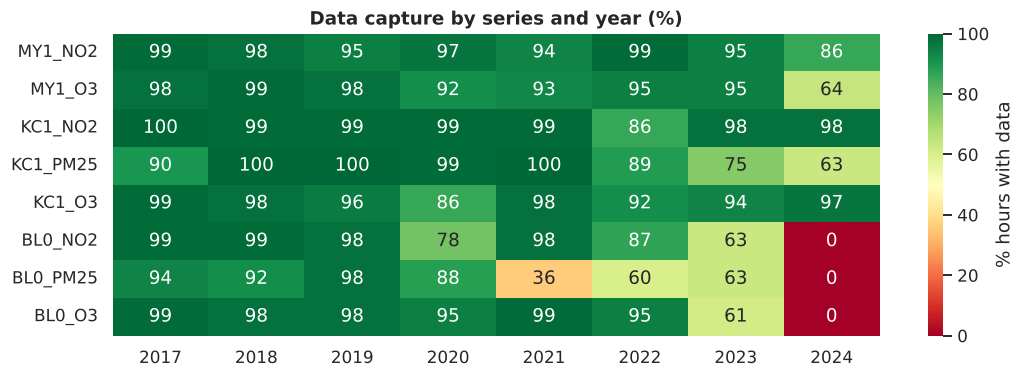 Data capture by series and year (%)
MY1_NO2 99 98 95 97 94 99 95 86
MY1_O3 98 99 98 92 93 95 95 64
KC1_NO2 100 99 99 99 99 86 98 98
KC1_PM25 90 100 100 99 100 89 75 63
KC1_O3 99 98 96 86 98 92 94 97
BL0_NO2 99 99 98 78 98 87 63 0
BL0_PM25 94 92 98 88 36 60 63 0
BL0_O3 99 98 98 95 99 95 61 0
2017 2018 2019 2020 2021 2022 2023 2024
100
80
60
40
20
0
% hours with data